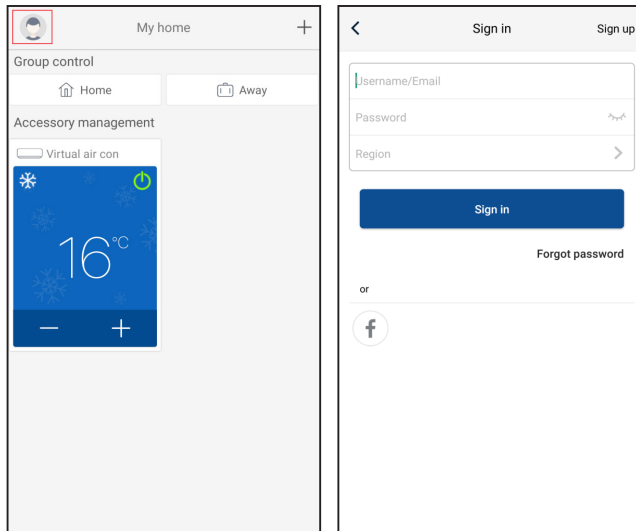 My home
+
Group control
Home
Away
Accessory management
Virtual air con
16°C
− +
Sign in
Sign up
Username/Email
Password
Region
Sign in
Forgot password
or
f